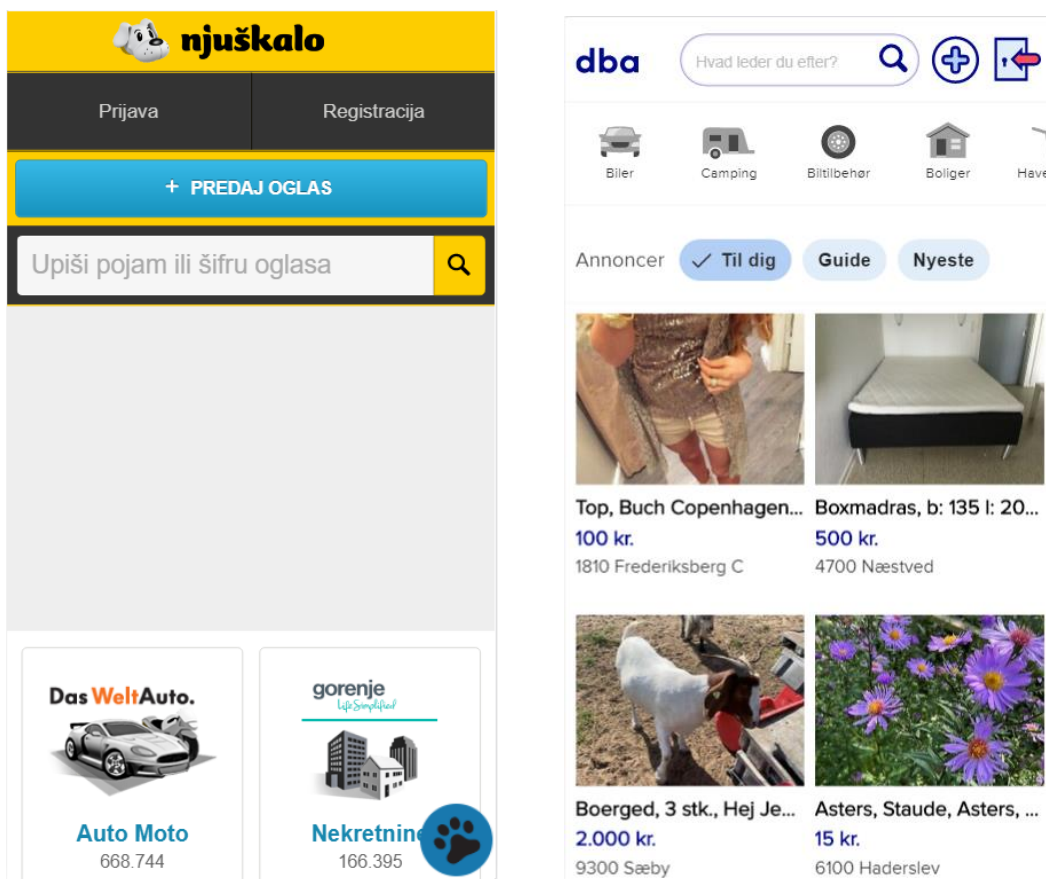 njuškalo
Prijava
Registracija
+ PREDAJ OGLAS
Upiši pojam ili šifru oglasa
Das WeltAuto.
Auto Moto
668.744
gorenje
Life Simplified
Nekretnine
166.395
dba
Hvad leder du efter?
Biler
Camping
Biltilbehør
Boliger
Have
Annoncer
Til dig
Guide
Nyeste
Top, Buch Copenhagen...
100 kr.
1810 Frederiksberg C
Boxmadras, b: 135 l: 20...
500 kr.
4700 Næstved
Boerged, 3 stk., Hej Je...
2.000 kr.
9300 Sæby
Asters, Staude, Asters, ...
15 kr.
6100 Haderslev